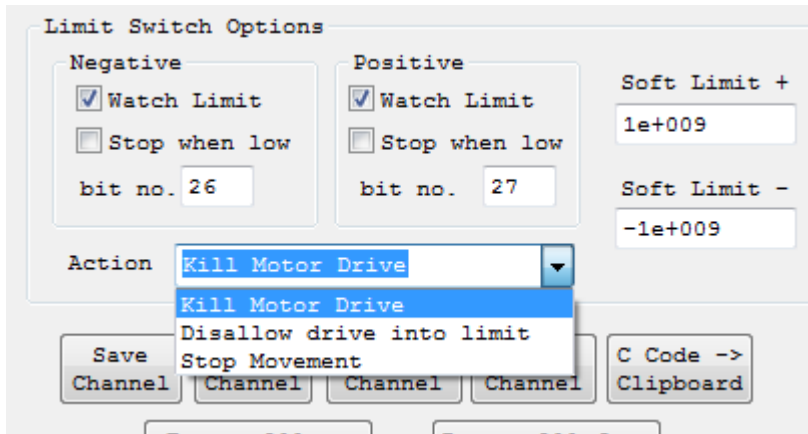 Limit Switch Options
Negative
Watch Limit
Stop when low
bit no. 26
Positive
Watch Limit
Stop when low
bit no. 27
Soft Limit +
1e+009
Soft Limit -
-1e+009
Action Kill Motor Drive
Kill Motor Drive
Disallow drive into limit
Stop Movement
Save
Channel
Channel
Channel
Channel
C Code ->
Clipboard